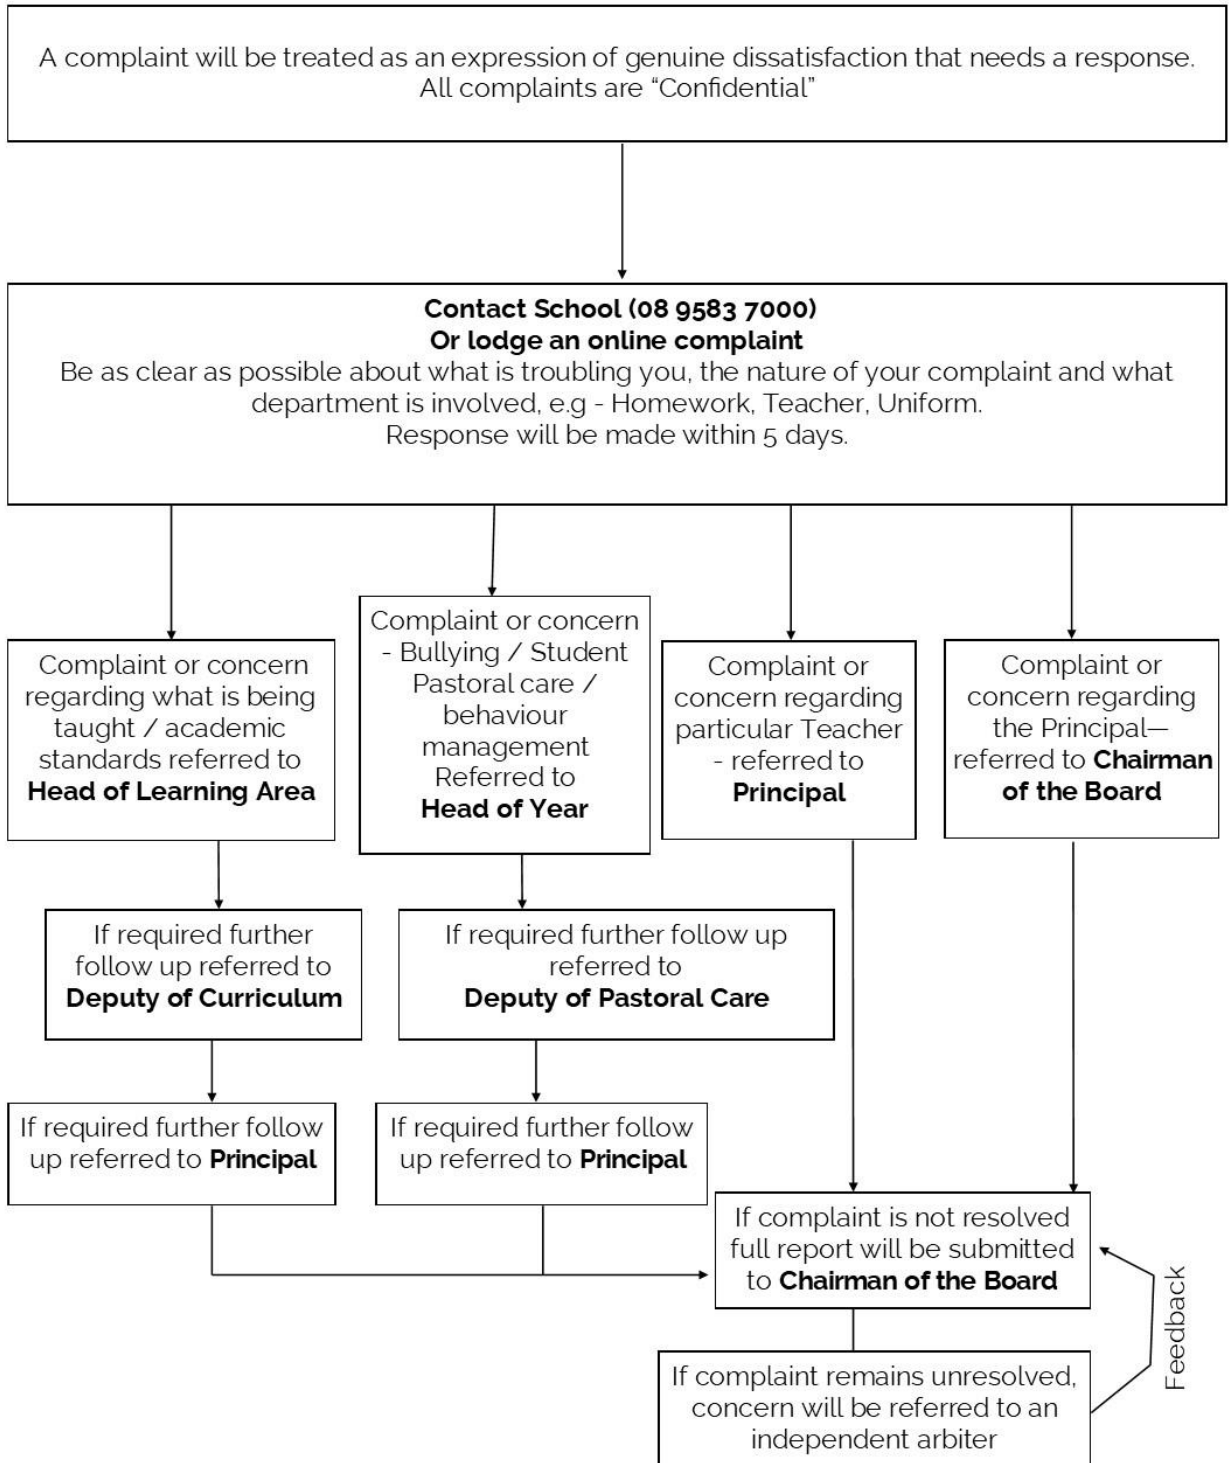 A complaint will be treated as an expression of genuine dissatisfaction that needs a response.
All complaints are “Confidential”
Contact School (08 9583 7000)
Or lodge an online complaint
Be as clear as possible about what is troubling you, the nature of your complaint and what
department is involved, e.g - Homework, Teacher, Uniform.
Response will be made within 5 days.
Complaint or concern
regarding what is being
taught / academic
standards referred to
Head of Learning Area
Complaint or concern
- Bullying / Student
Pastoral care /
behaviour
management
Referred to
Head of Year
Complaint or
concern regarding
particular Teacher
- referred to
Principal
Complaint or
concern regarding
the Principal—
referred to Chairman
of the Board
If required further
follow up referred to
Deputy of Curriculum
If required further follow up
referred to
Deputy of Pastoral Care
If required further follow
up referred to Principal
If required further follow
up referred to Principal
If complaint is not resolved
full report will be submitted
to Chairman of the Board
Feedback
If complaint remains unresolved,
concern will be referred to an
independent arbiter